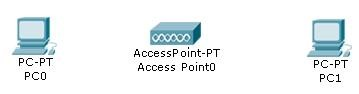 PC-PT
PC0
AccessPoint-PT
Access Point0
PC-PT
PC1